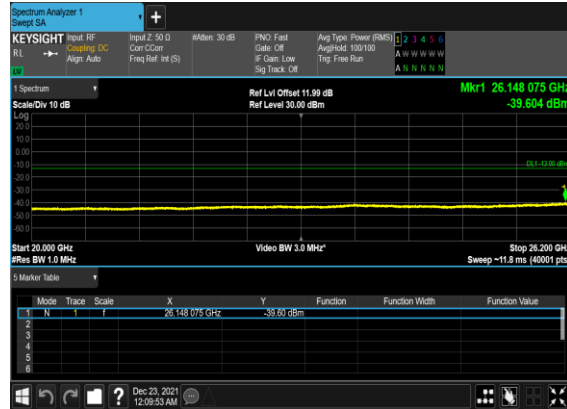 Spectrum Analyzer 1
Swept SA
+
KEYSIGHT Input: RF Input Z: 50 Ω #Atten: 30 dB PNO: Fast Avg Type: Power (RMS) 1 2 3 4 5 6
RL Coupling: DC Corr CCorr Gate: Off Avg|Hold: 100/100 A W W W W W
Align: Auto Freq Ref: Int (S) IF Gain: Low Trig: Free Run
Sig Track: Off A N N N N N
1 Spectrum
Ref Lvl Offset 11.99 dB Mkr1 26.148 075 GHz
Scale/Div 10 dB Ref Level 30.00 dBm -39.604 dBm
Log
20.0
10.0
0.00
-10.0
DL1 -13.00 dBm
-20.0
-30.0
1
-40.0
-50.0
-60.0
Start 20.000 GHz Video BW 3.0 MHz* Stop 26.200 GHz
#Res BW 1.0 MHz Sweep ~11.8 ms (40001 pts)
5 Marker Table
Mode Trace Scale X Y Function Function Width Function Value
1 N 1 f 26.148 075 GHz -39.60 dBm
2
3
4
5
6
? Dec 23, 2021
12:09:53 AM